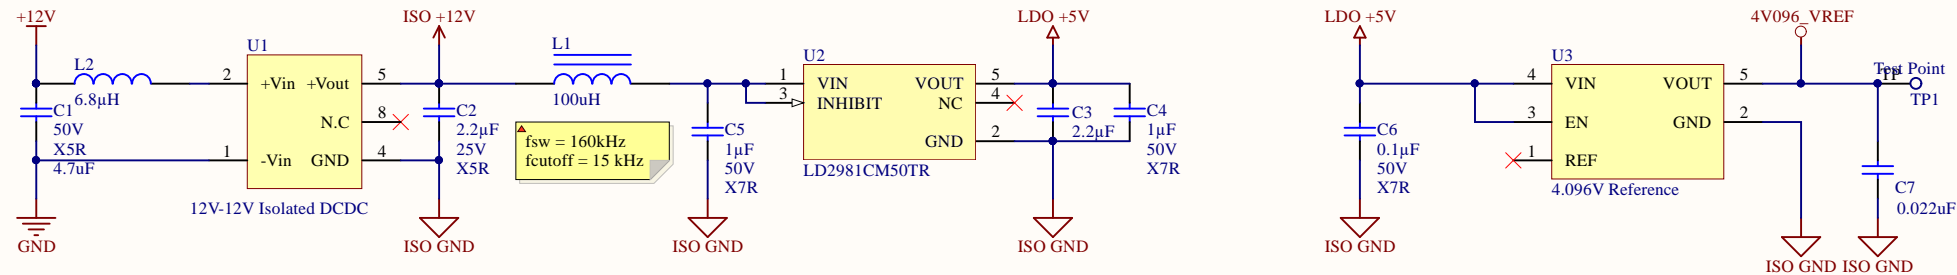 +12V
L2
6.8µH
C1
50V
X5R
4.7uF
GND
U1
2
+Vin
+Vout
5
N.C
8
1
-Vin
GND
4
12V-12V Isolated DCDC
ISO +12V
C2
2.2µF
25V
X5R
ISO GND
L1
100uH
fsw = 160kHz
fcutoff = 15 kHz
C5
1µF
50V
X7R
ISO GND
U2
1
VIN
VOUT
5
3
INHIBIT
NC
4
GND
2
LD2981CM50TR
LDO +5V
C3
2.2µF
C4
1µF
50V
X7R
ISO GND
LDO +5V
C6
0.1µF
50V
X7R
ISO GND
U3
4
VIN
VOUT
5
3
EN
GND
2
1
REF
4.096V Reference
4V096_VREF
Test Point
TP
TP1
C7
0.022uF
ISO GND
ISO GND